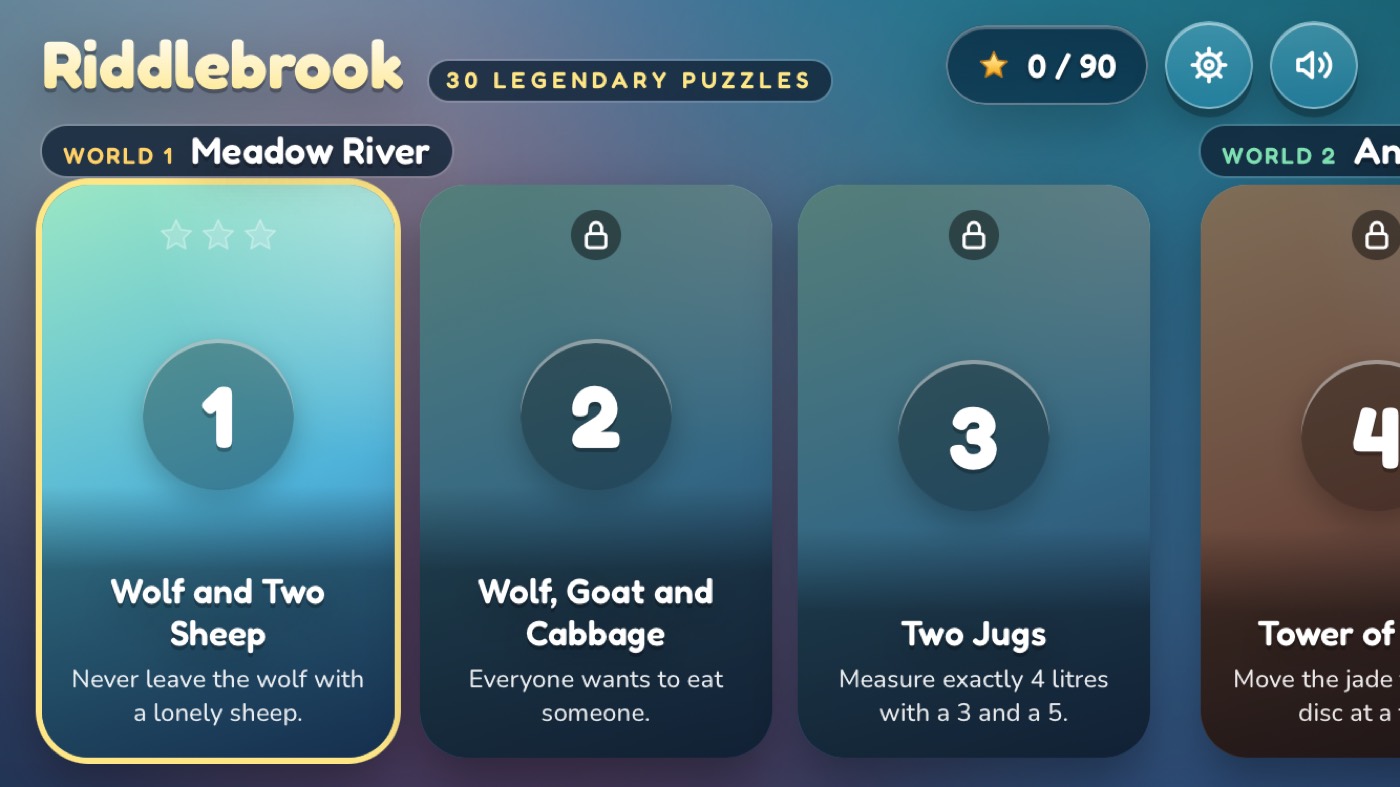 Riddlebrook
30 LEGENDARY PUZZLES
0 / 90
WORLD 1 Meadow River
WORLD 2 An
1
Wolf and Two
Sheep
Never leave the wolf with
a lonely sheep.
2
Wolf, Goat and
Cabbage
Everyone wants to eat
someone.
3
Two Jugs
Measure exactly 4 litres
with a 3 and a 5.
4
Tower of
Move the jade
disc at a